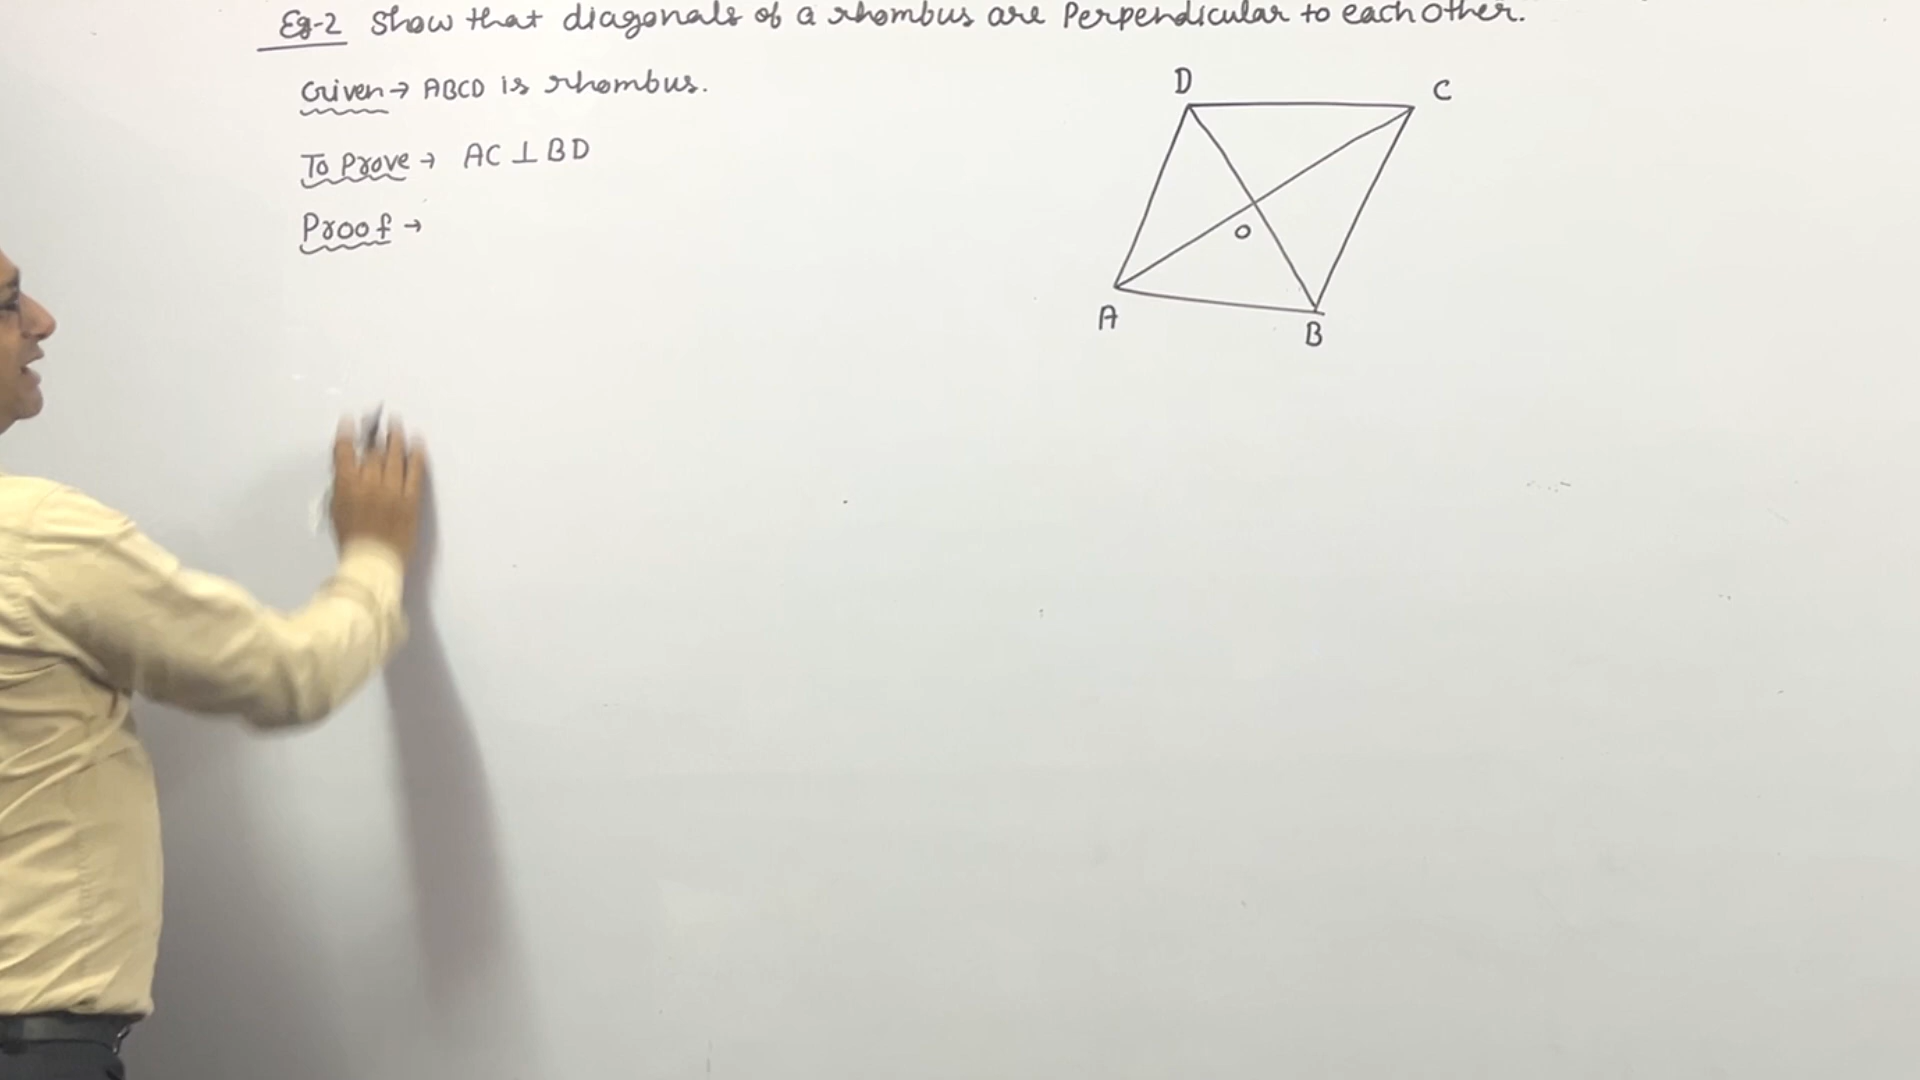 Eg-2 Show that diagonals of a rhombus are Perpendicular to each other.
Given → ABCD is rhombus.
To Prove → AC ⊥ BD
Proof →
D
C
O
A
B